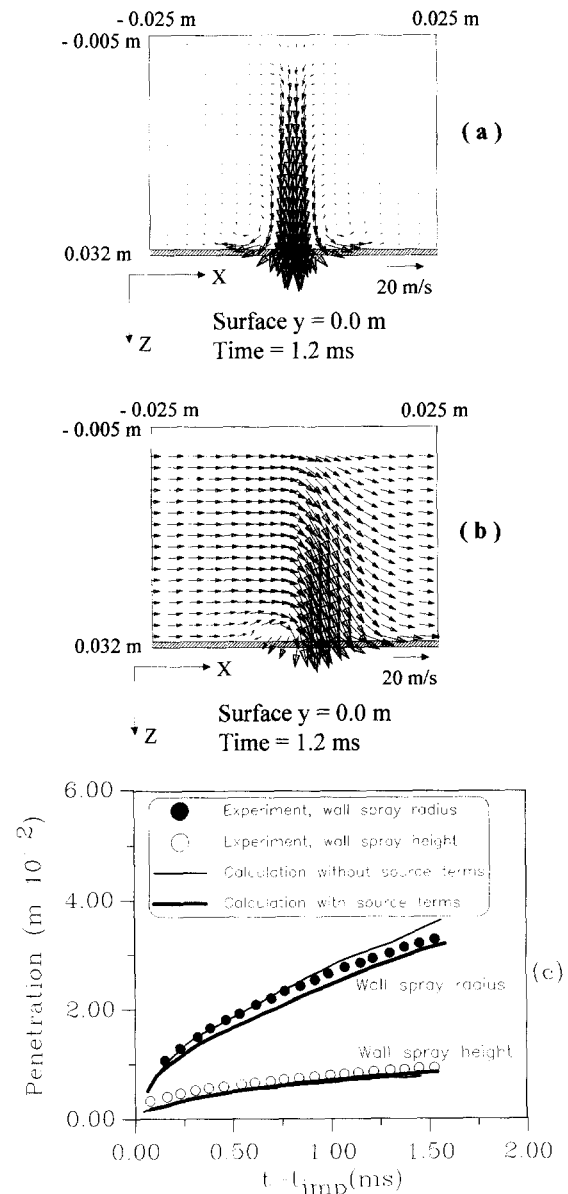 - 0.025 m 0.025 m
- 0.005 m
( a )
0.032 m
X
20 m/s
Z
Surface y = 0.0 m
Time = 1.2 ms
- 0.025 m 0.025 m
- 0.005 m
( b )
0.032 m
X
20 m/s
Z
Surface y = 0.0 m
Time = 1.2 ms
6.00
Experiment, wall spray radius
Experiment, wall spray height
Calculation without source terms
Calculation with source terms
4.00
Penetration (m 10⁻²)
(c)
Wall spray radius
2.00
Wall spray height
0.00
0.00 0.50 1.00 1.50 2.00
t -t_imp(ms)